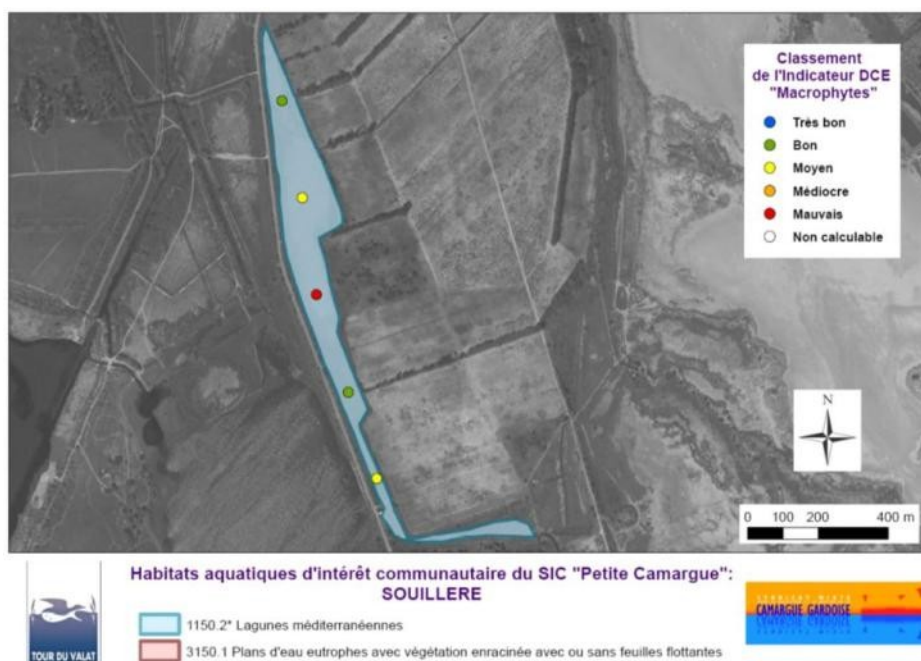 Classement
de l'Indicateur DCE
"Macrophytes"
Très bon
Bon
Moyen
Médiocre
Mauvais
Non calculable
N
0 100 200 400 m
Habitats aquatiques d'intérêt communautaire du SIC "Petite Camargue":
SOUILLERE
1150.2* Lagunes méditerranéennes
3150.1 Plans d'eau eutrophes avec végétation enracinée avec ou sans feuilles flottantes
TOUR DU VALAT
SYNDICAT MIXTE
CAMARGUE GARDOISE